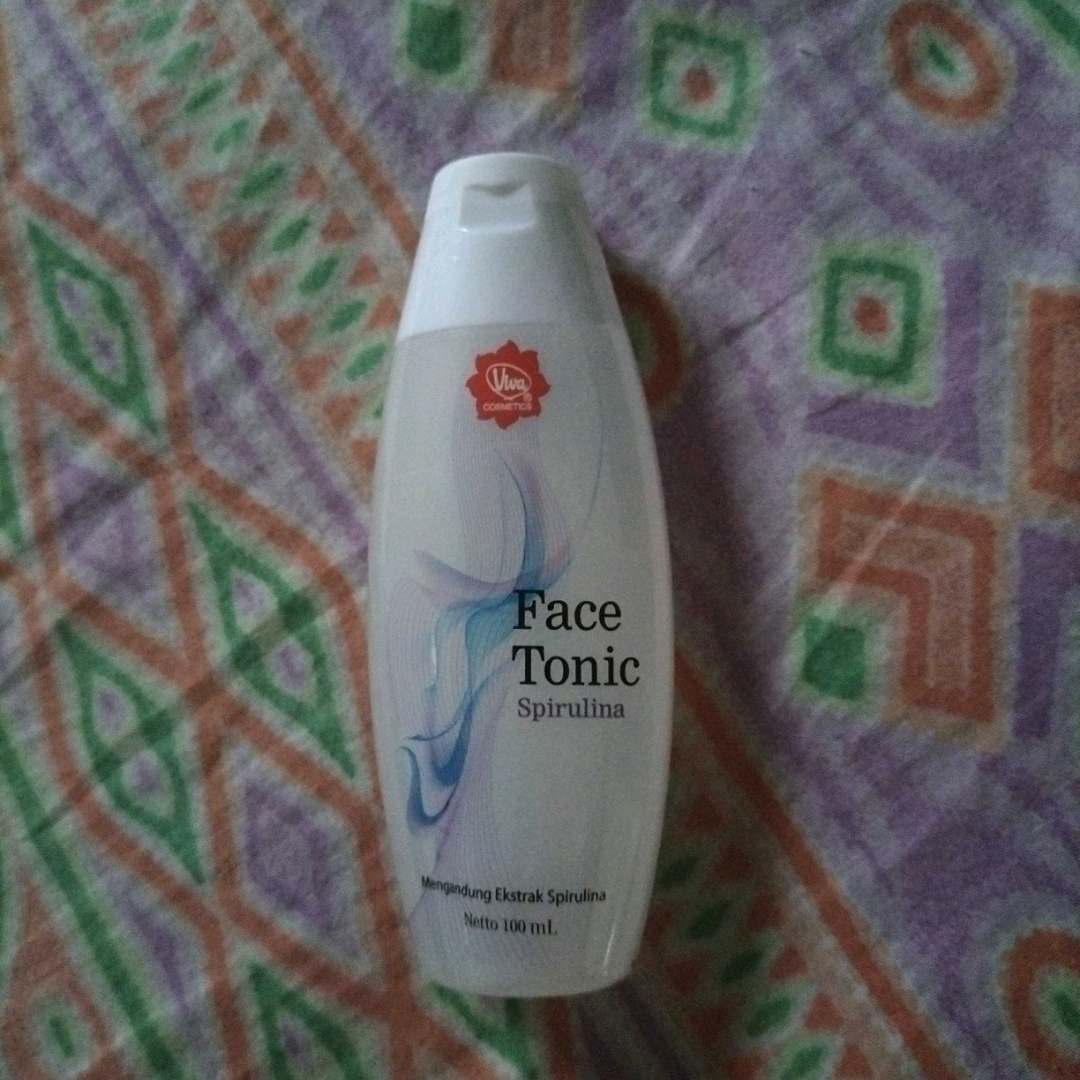 Viva®
COSMETICS
Face
Tonic
Spirulina
Mengandung Ekstrak Spirulina
Netto 100 mL